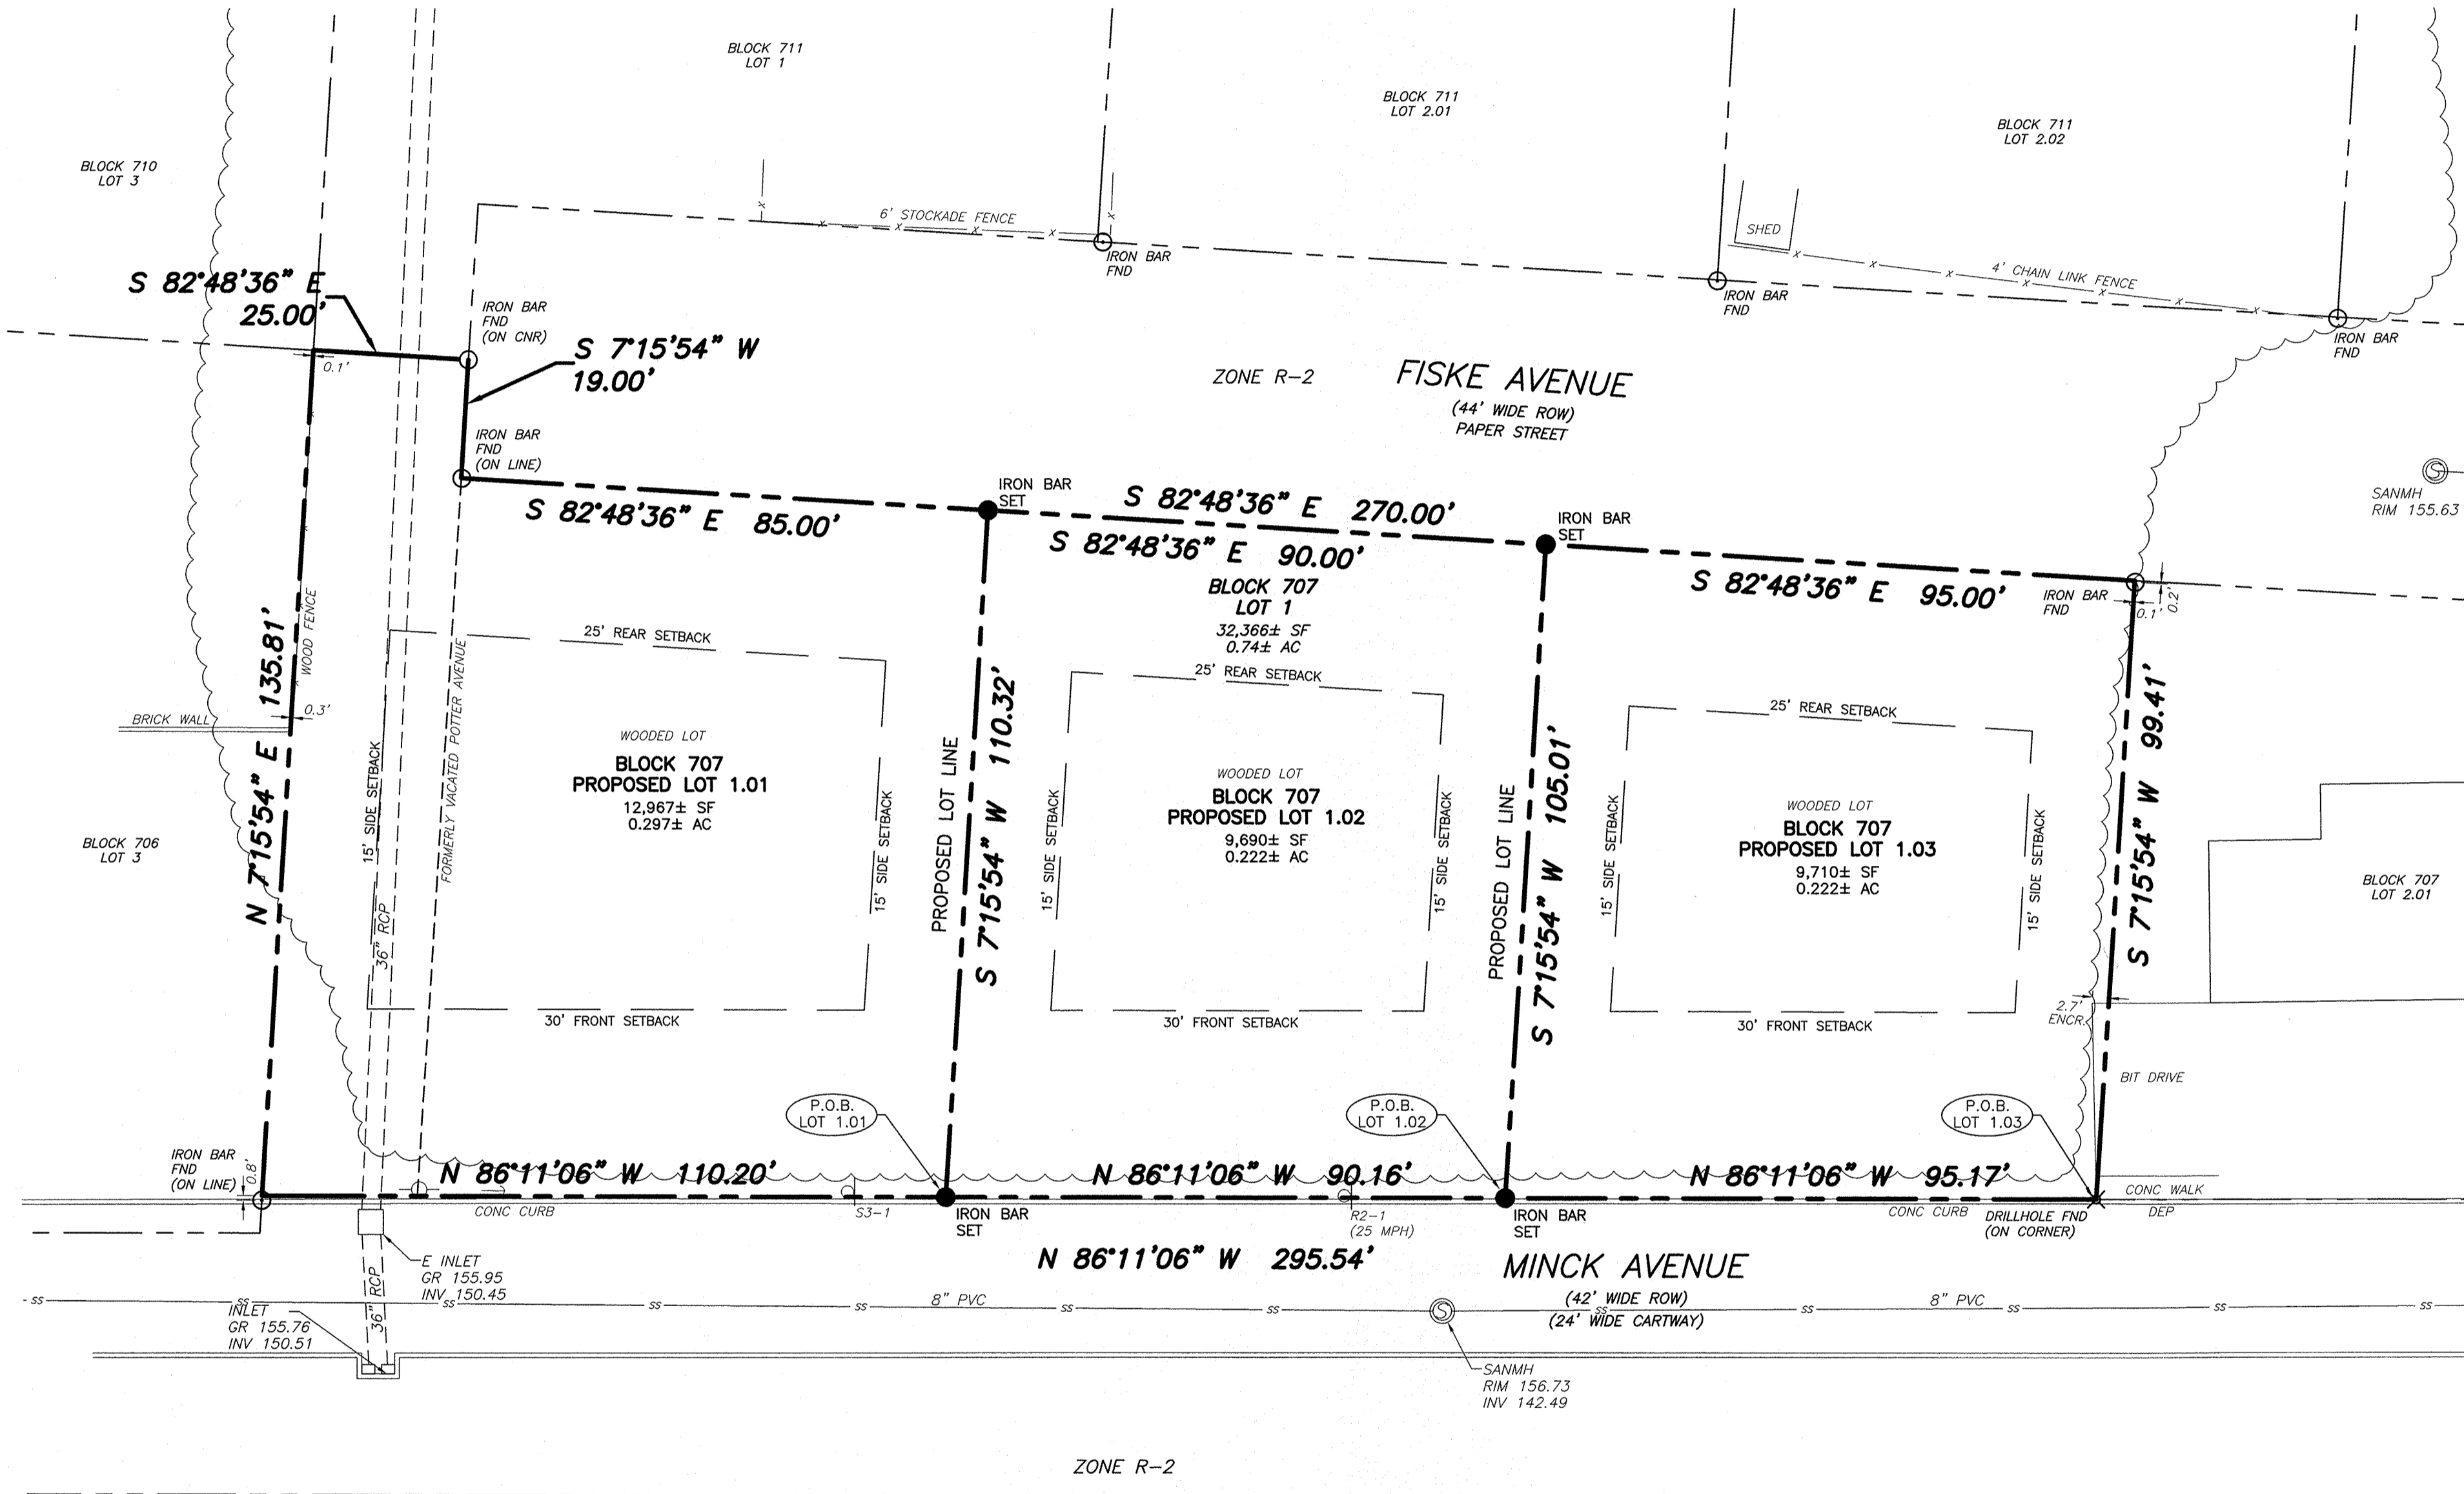 BLOCK 711
LOT 1
BLOCK 711
LOT 2.01
BLOCK 711
LOT 2.02
BLOCK 710
LOT 3
6' STOCKADE FENCE
SHED
IRON BAR
FND
4' CHAIN LINK FENCE
IRON BAR
FND
IRON BAR
FND
S 82°48'36" E
25.00'
IRON BAR
FND
(ON CNR)
S 7°15'54" W
19.00'
0.1'
ZONE R-2
FISKE AVENUE
(44' WIDE ROW)
PAPER STREET
IRON BAR
FND
(ON LINE)
SANMH
RIM 155.63
IRON BAR
SET
S 82°48'36" E 270.00'
IRON BAR
SET
S 82°48'36" E 85.00'
S 82°48'36" E 90.00'
S 82°48'36" E 95.00'
IRON BAR
FND
0.1'
0.2'
BLOCK 707
LOT 1
32,366± SF
0.74± AC
N 7°15'54" E 135.81'
WOOD FENCE
0.3'
BRICK WALL
FORMERLY VACATED POTTER AVENUE
25' REAR SETBACK
25' REAR SETBACK
25' REAR SETBACK
15' SIDE SETBACK
36" RCP
WOODED LOT
BLOCK 707
PROPOSED LOT 1.01
12,967± SF
0.297± AC
15' SIDE SETBACK
PROPOSED LOT LINE
S 7°15'54" W 110.32'
15' SIDE SETBACK
WOODED LOT
BLOCK 707
PROPOSED LOT 1.02
9,690± SF
0.222± AC
15' SIDE SETBACK
PROPOSED LOT LINE
S 7°15'54" W 105.01'
15' SIDE SETBACK
WOODED LOT
BLOCK 707
PROPOSED LOT 1.03
9,710± SF
0.222± AC
15' SIDE SETBACK
S 7°15'54" W 99.41'
BLOCK 706
LOT 3
BLOCK 707
LOT 2.01
30' FRONT SETBACK
30' FRONT SETBACK
30' FRONT SETBACK
2.7'
ENCR.
BIT DRIVE
P.O.B.
LOT 1.01
P.O.B.
LOT 1.02
P.O.B.
LOT 1.03
IRON BAR
FND
(ON LINE)
0.8'
N 86°11'06" W 110.20'
N 86°11'06" W 90.16'
N 86°11'06" W 95.17'
CONC WALK
CONC CURB
S3-1
IRON BAR
SET
R2-1
(25 MPH)
IRON BAR
SET
CONC CURB
DRILLHOLE FND
(ON CORNER)
DEP
N 86°11'06" W 295.54'
MINCK AVENUE
(42' WIDE ROW)
(24' WIDE CARTWAY)
E INLET
GR 155.95
INV 150.45
36" RCP
INLET
GR 155.76
INV 150.51
SS
SS
SS
SS
8" PVC
SS
SS
SS
SS
8" PVC
SS
SS
SS
SANMH
RIM 156.73
INV 142.49
ZONE R-2